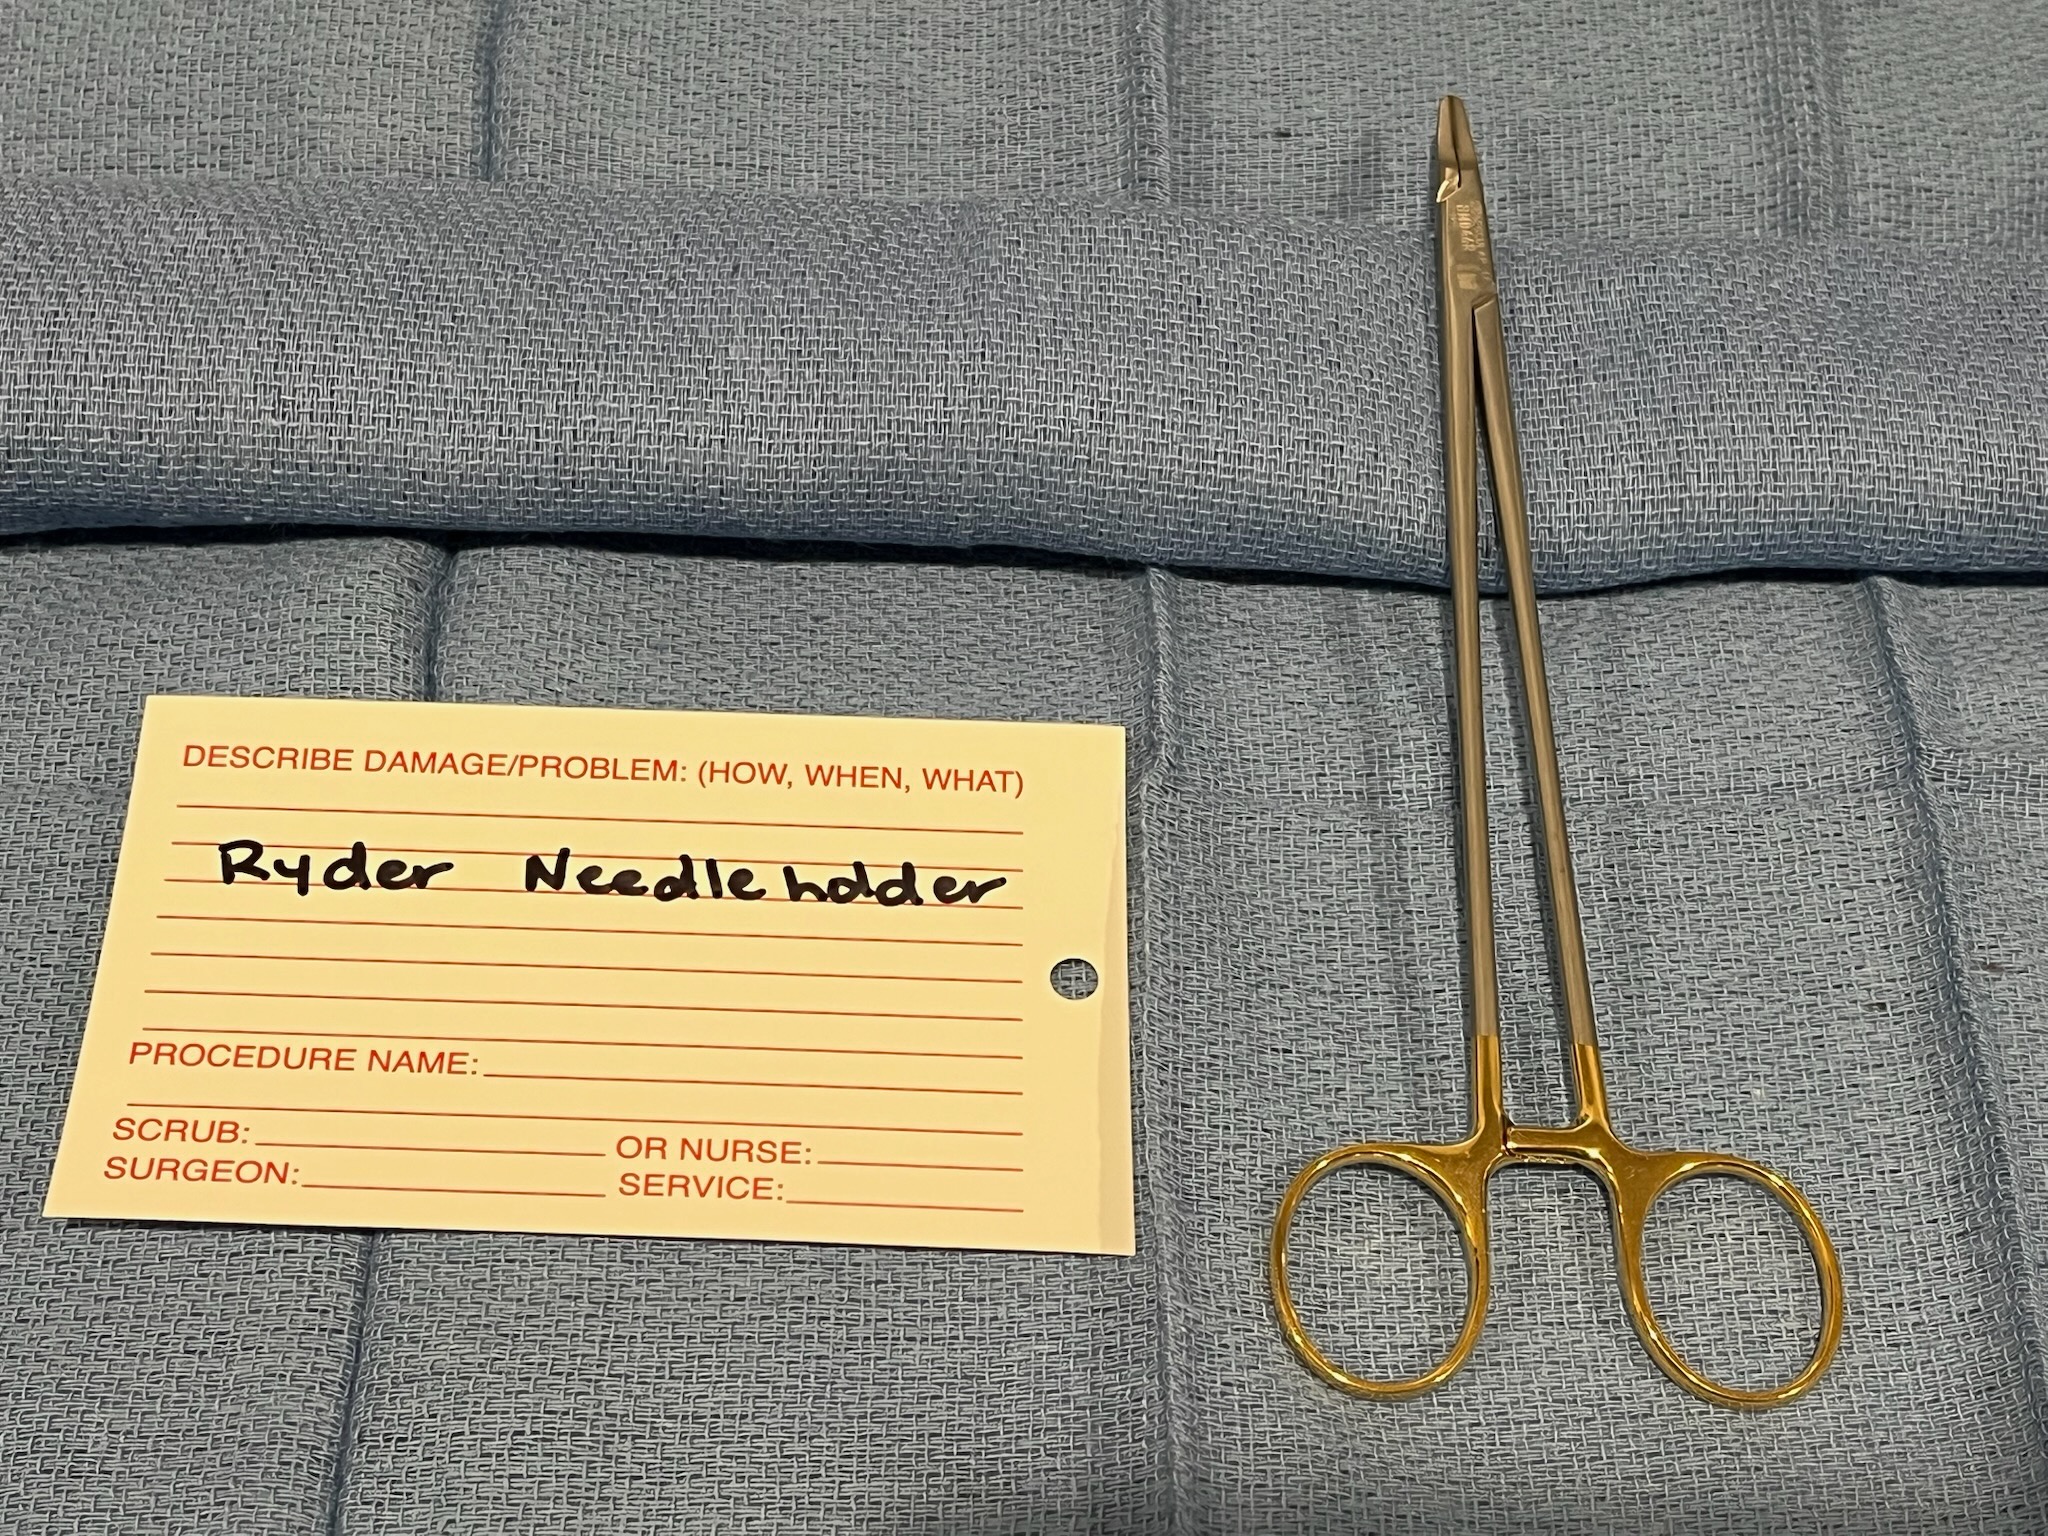 DESCRIBE DAMAGE/PROBLEM: (HOW, WHEN, WHAT)
Ryder Needleholder
PROCEDURE NAME:
SCRUB: OR NURSE:
SURGEON: SERVICE: